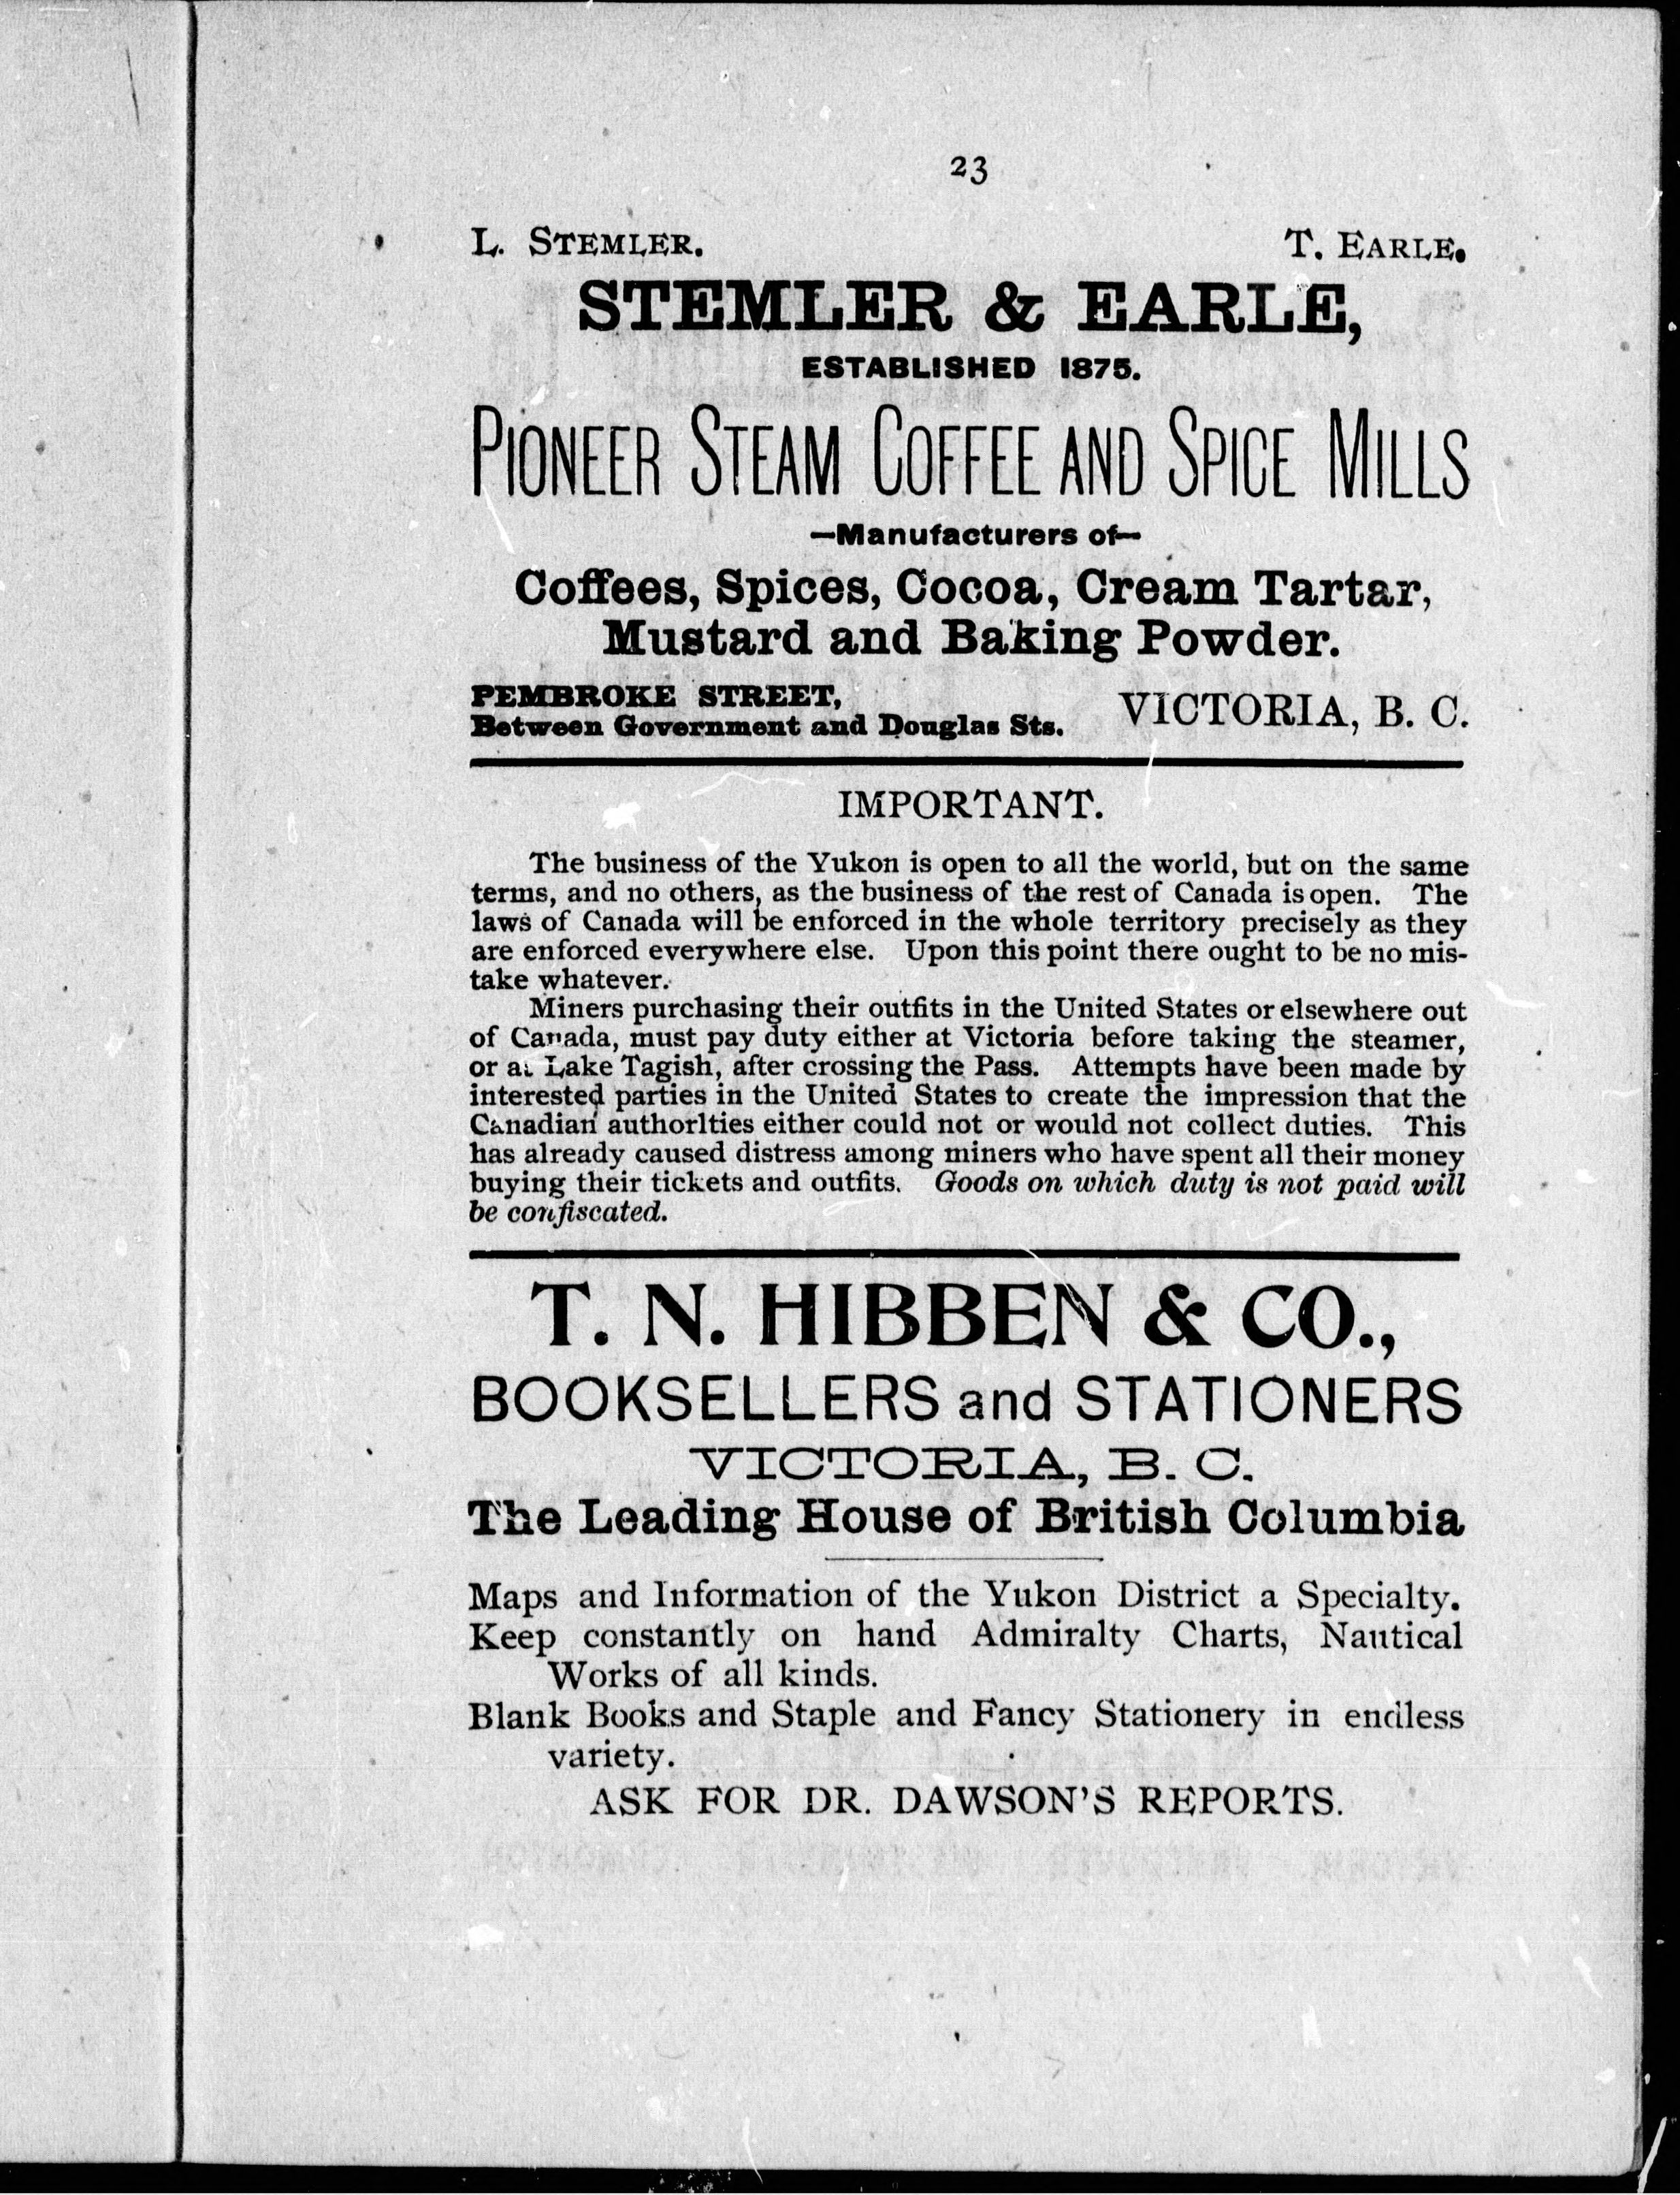 23
L. STEMLER. T. EARLE.
STEMLER & EARLE,
ESTABLISHED 1875.
PIONEER STEAM COFFEE AND SPICE MILLS
—Manufacturers of—
Coffees, Spices, Cocoa, Cream Tartar,
Mustard and Baking Powder.
PEMBROKE STREET,
Between Government and Douglas Sts. VICTORIA, B. C.
IMPORTANT.
The business of the Yukon is open to all the world, but on the same
terms, and no others, as the business of the rest of Canada is open. The
laws of Canada will be enforced in the whole territory precisely as they
are enforced everywhere else. Upon this point there ought to be no mis-
take whatever.
Miners purchasing their outfits in the United States or elsewhere out
of Canada, must pay duty either at Victoria before taking the steamer,
or at Lake Tagish, after crossing the Pass. Attempts have been made by
interested parties in the United States to create the impression that the
Canadian authorlties either could not or would not collect duties. This
has already caused distress among miners who have spent all their money
buying their tickets and outfits. Goods on which duty is not paid will
be confiscated.
T. N. HIBBEN & CO.,
BOOKSELLERS and STATIONERS
VICTORIA, B. C.
The Leading House of British Columbia
Maps and Information of the Yukon District a Specialty.
Keep constantly on hand Admiralty Charts, Nautical
Works of all kinds.
Blank Books and Staple and Fancy Stationery in endless
variety.
ASK FOR DR. DAWSON'S REPORTS.